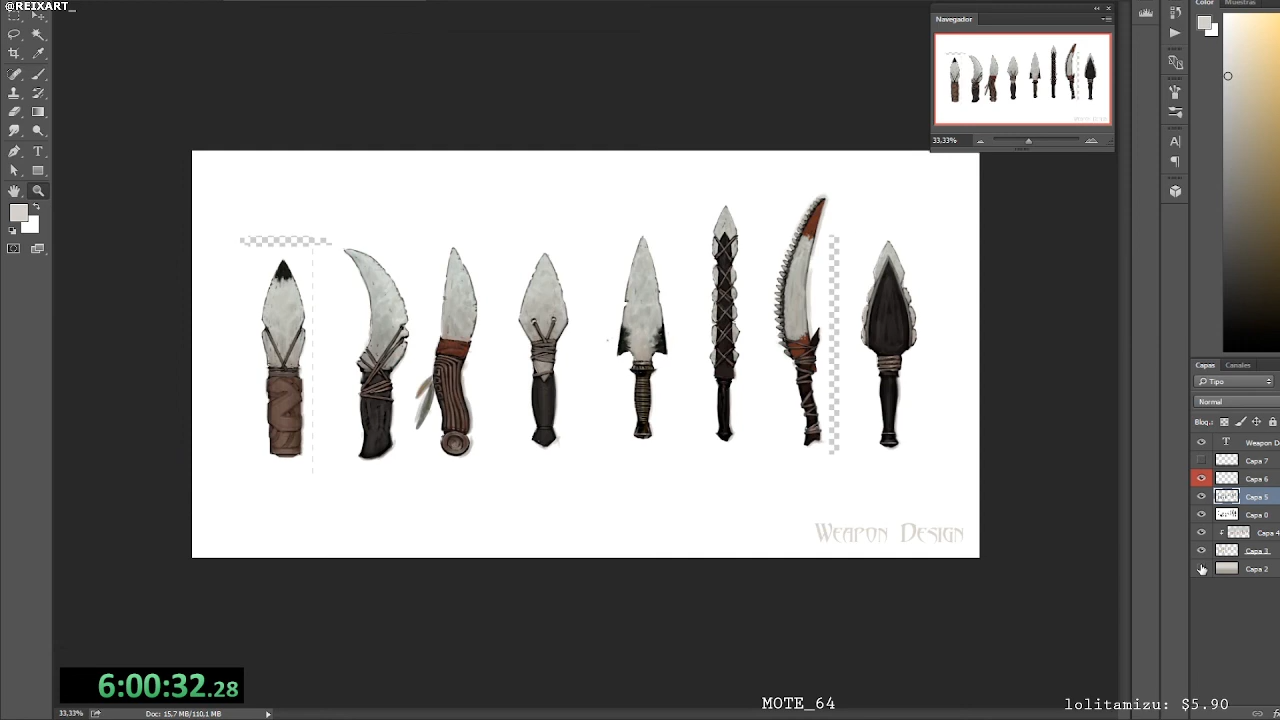 @REIXART_
Color Muestras
Navegador
33,33%
Capas Canales
Tipo
Normal
Bloq.:
Weapon D
Capa 7
Capa 6
Capa 5
Capa 0
Capa 4
Capa 3
Capa 2
Weapon Design
6:00:32.28
MOTE_64
lolitamizu: $5.90
33,33%
Doc: 15,7 MB/110,1 MB